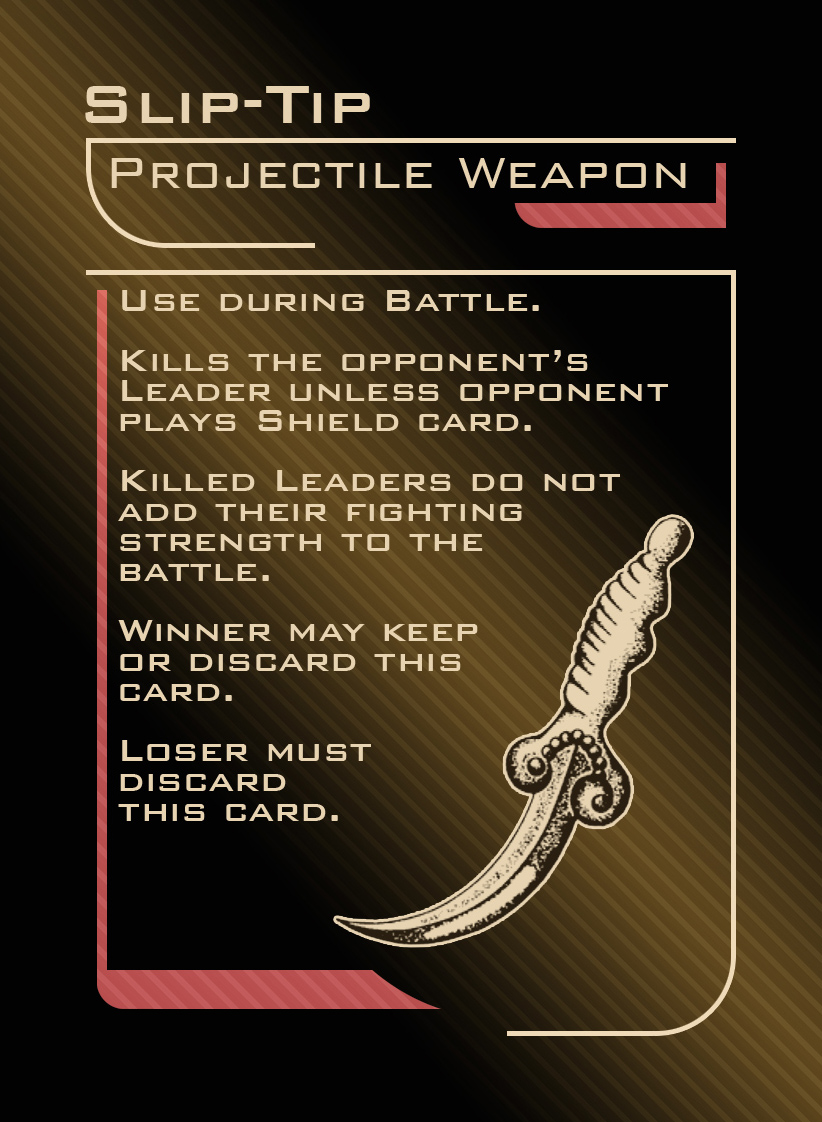 Slip-Tip
Projectile Weapon
Use during Battle.
Kills the opponent's
Leader unless opponent
plays Shield card.
Killed Leaders do not
add their fighting
strength to the
battle.
Winner may keep
or discard this
card.
Loser must
discard
this card.